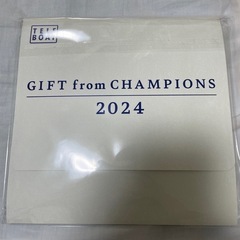 TELE
BOAT
GIFT from CHAMPIONS
2024